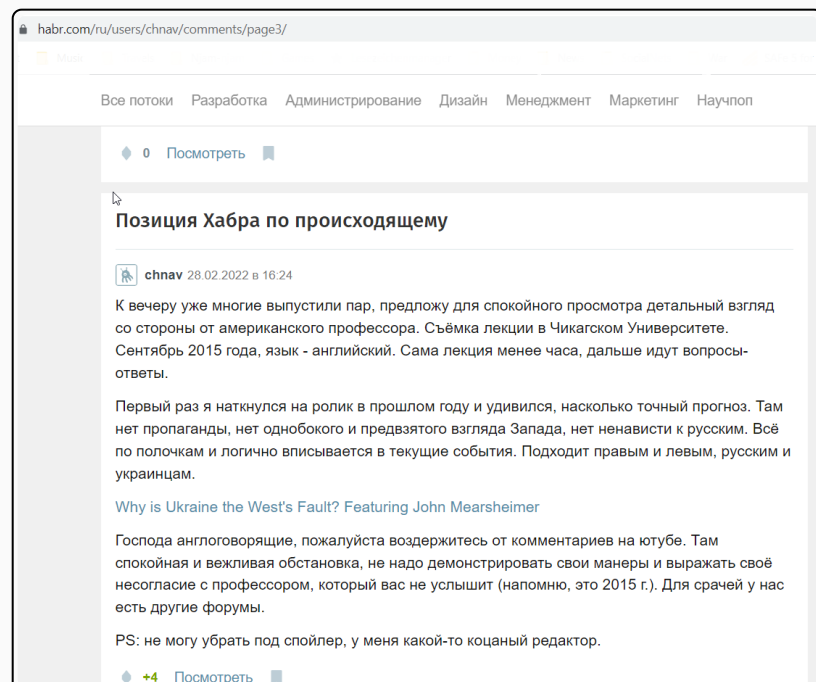 habr.com/ru/users/chnav/comments/page3/
Все потоки Разработка Администрирование Дизайн Менеджмент Маркетинг Научпоп
0 Посмотреть
Позиция Хабра по происходящему
chnav 28.02.2022 в 16:24
К вечеру уже многие выпустили пар, предложу для спокойного просмотра детальный взгляд
со стороны от американского профессора. Съёмка лекции в Чикагском Университете.
Сентябрь 2015 года, язык - английский. Сама лекция менее часа, дальше идут вопросы-
ответы.
Первый раз я наткнулся на ролик в прошлом году и удивился, насколько точный прогноз. Там
нет пропаганды, нет однобокого и предвзятого взгляда Запада, нет ненависти к русским. Всё
по полочкам и логично вписывается в текущие события. Подходит правым и левым, русским и
украинцам.
Why is Ukraine the West's Fault? Featuring John Mearsheimer
Господа англоговорящие, пожалуйста воздержитесь от комментариев на ютубе. Там
спокойная и вежливая обстановка, не надо демонстрировать свои манеры и выражать своё
несогласие с профессором, который вас не услышит (напомню, это 2015 г.). Для срачей у нас
есть другие форумы.
PS: не могу убрать под спойлер, у меня какой-то коцаный редактор.
+4 Посмотреть